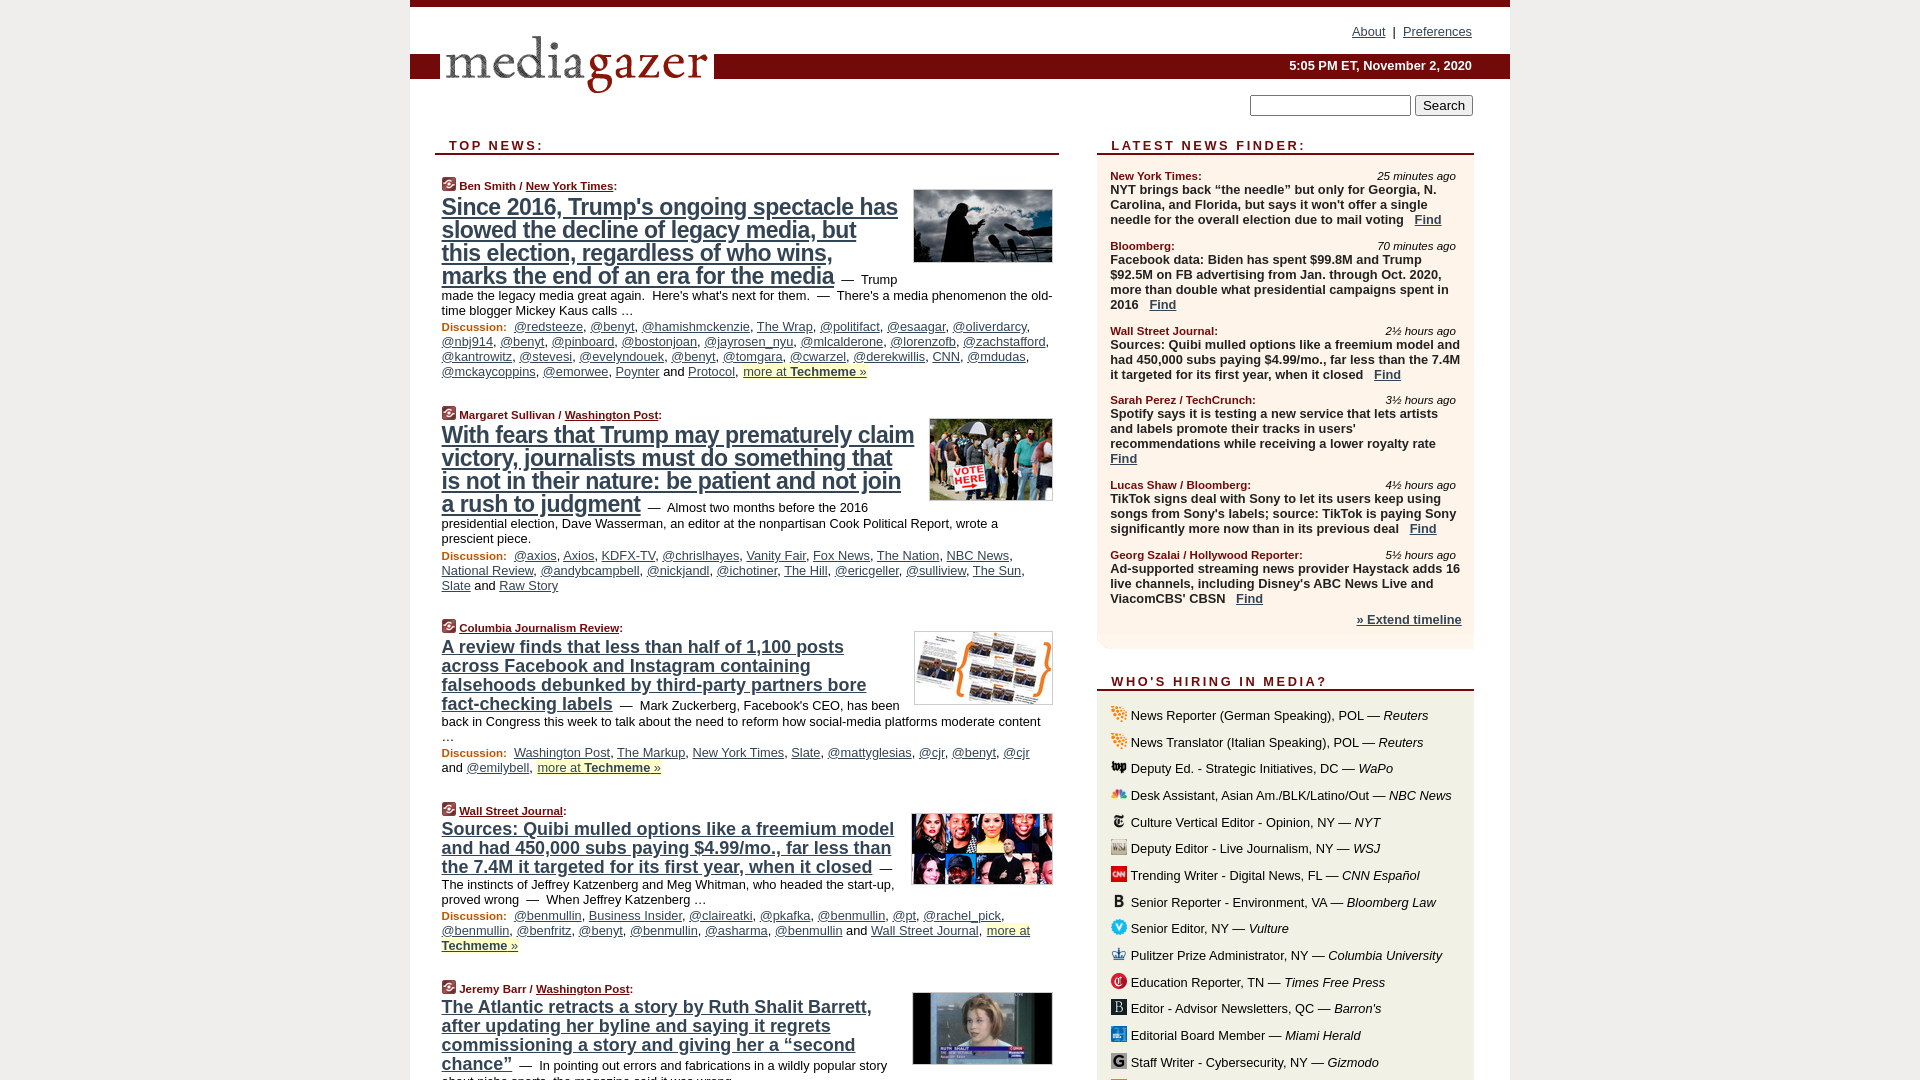 About | Preferences
mediagazer
5:05 PM ET, November 2, 2020
Search
TOP NEWS:
Ben Smith / New York Times:
Since 2016, Trump's ongoing spectacle has
slowed the decline of legacy media, but
this election, regardless of who wins,
marks the end of an era for the media — Trump
made the legacy media great again. Here's what's next for them. — There's a media phenomenon the old-
time blogger Mickey Kaus calls …
Discussion: @redsteeze, @benyt, @hamishmckenzie, The Wrap, @politifact, @esaagar, @oliverdarcy,
@nbj914, @benyt, @pinboard, @bostonjoan, @jayrosen_nyu, @mlcalderone, @lorenzofb, @zachstafford,
@kantrowitz, @stevesi, @evelyndouek, @benyt, @tomgara, @cwarzel, @derekwillis, CNN, @mdudas,
@mckaycoppins, @emorwee, Poynter and Protocol, more at Techmeme »
Margaret Sullivan / Washington Post:
With fears that Trump may prematurely claim
victory, journalists must do something that
is not in their nature: be patient and not join
a rush to judgment — Almost two months before the 2016
presidential election, Dave Wasserman, an editor at the nonpartisan Cook Political Report, wrote a
prescient piece.
VOTE
HERE
Discussion: @axios, Axios, KDFX-TV, @chrislhayes, Vanity Fair, Fox News, The Nation, NBC News,
National Review, @andybcampbell, @nickjandl, @ichotiner, The Hill, @ericgeller, @sulliview, The Sun,
Slate and Raw Story
Columbia Journalism Review:
A review finds that less than half of 1,100 posts
across Facebook and Instagram containing
falsehoods debunked by third-party partners bore
fact-checking labels — Mark Zuckerberg, Facebook's CEO, has been
back in Congress this week to talk about the need to reform how social-media platforms moderate content
…
Discussion: Washington Post, The Markup, New York Times, Slate, @mattyglesias, @cjr, @benyt, @cjr
and @emilybell, more at Techmeme »
Wall Street Journal:
Sources: Quibi mulled options like a freemium model
and had 450,000 subs paying $4.99/mo., far less than
the 7.4M it targeted for its first year, when it closed —
The instincts of Jeffrey Katzenberg and Meg Whitman, who headed the start-up,
proved wrong — When Jeffrey Katzenberg …
Discussion: @benmullin, Business Insider, @claireatki, @pkafka, @benmullin, @pt, @rachel_pick,
@benmullin, @benfritz, @benyt, @benmullin, @asharma, @benmullin and Wall Street Journal, more at
Techmeme »
Jeremy Barr / Washington Post:
The Atlantic retracts a story by Ruth Shalit Barrett,
after updating her byline and saying it regrets
commissioning a story and giving her a “second
chance” — In pointing out errors and fabrications in a wildly popular story
about niche sports, the magazine said it was wrong
RUTH SHALIT
LATEST NEWS FINDER:
New York Times: 25 minutes ago
NYT brings back “the needle” but only for Georgia, N.
Carolina, and Florida, but says it won't offer a single
needle for the overall election due to mail voting Find
Bloomberg: 70 minutes ago
Facebook data: Biden has spent $99.8M and Trump
$92.5M on FB advertising from Jan. through Oct. 2020,
more than double what presidential campaigns spent in
2016 Find
Wall Street Journal: 2½ hours ago
Sources: Quibi mulled options like a freemium model and
had 450,000 subs paying $4.99/mo., far less than the 7.4M
it targeted for its first year, when it closed Find
Sarah Perez / TechCrunch: 3½ hours ago
Spotify says it is testing a new service that lets artists
and labels promote their tracks in users'
recommendations while receiving a lower royalty rate
Find
Lucas Shaw / Bloomberg: 4½ hours ago
TikTok signs deal with Sony to let its users keep using
songs from Sony's labels; source: TikTok is paying Sony
significantly more now than in its previous deal Find
Georg Szalai / Hollywood Reporter: 5½ hours ago
Ad-supported streaming news provider Haystack adds 16
live channels, including Disney's ABC News Live and
ViacomCBS' CBSN Find
» Extend timeline
WHO'S HIRING IN MEDIA?
News Reporter (German Speaking), POL — Reuters
News Translator (Italian Speaking), POL — Reuters
Deputy Ed. - Strategic Initiatives, DC — WaPo
Desk Assistant, Asian Am./BLK/Latino/Out — NBC News
Culture Vertical Editor - Opinion, NY — NYT
Deputy Editor - Live Journalism, NY — WSJ
Trending Writer - Digital News, FL — CNN Español
Senior Reporter - Environment, VA — Bloomberg Law
Senior Editor, NY — Vulture
Pulitzer Prize Administrator, NY — Columbia University
Education Reporter, TN — Times Free Press
Editor - Advisor Newsletters, QC — Barron's
Editorial Board Member — Miami Herald
Staff Writer - Cybersecurity, NY — Gizmodo